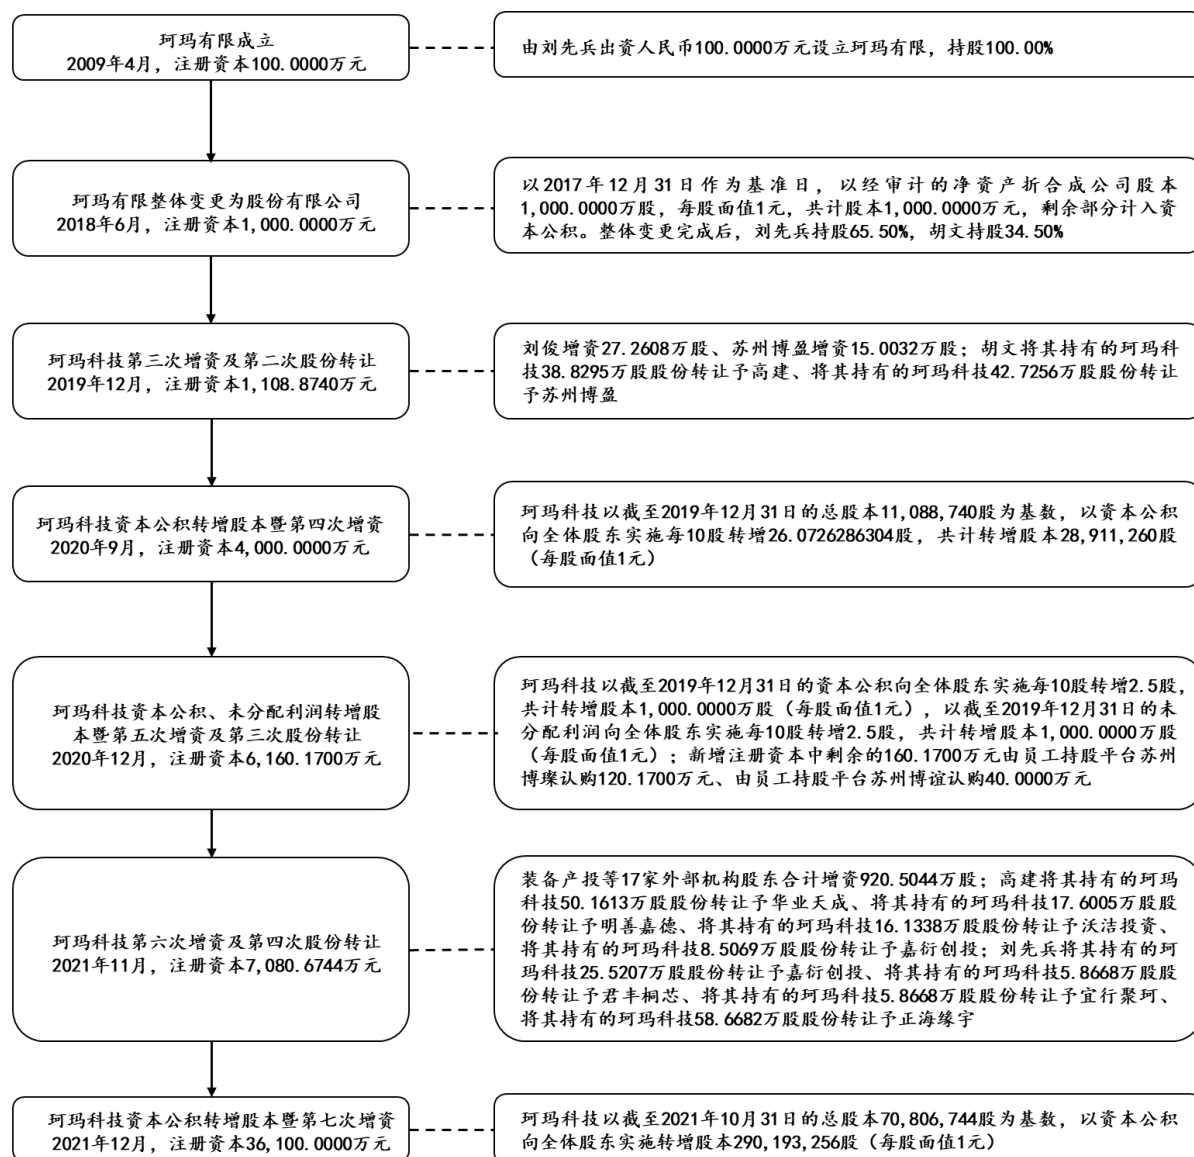 珂玛有限成立
2009年4月，注册资本100.0000万元
由刘先兵出资人民币100.0000万元设立珂玛有限，持股100.00%
珂玛有限整体变更为股份有限公司
2018年6月，注册资本1,000.0000万元
以2017年12月31日作为基准日，以经审计的净资产折合成公司股本
1,000.0000万股，每股面值1元，共计股本1,000.0000万元，剩余部分计入资
本公积。整体变更完成后，刘先兵持股65.50%，胡文持股34.50%
珂玛科技第三次增资及第二次股份转让
2019年12月，注册资本1,108.8740万元
刘俊增资27.2608万股、苏州博盈增资15.0032万股；胡文将其持有的珂玛科
技38.8295万股股份转让予高建、将其持有的珂玛科技42.7256万股股份转让
予苏州博盈
珂玛科技资本公积转增股本暨第四次增资
2020年9月，注册资本4,000.0000万元
珂玛科技以截至2019年12月31日的总股本11,088,740股为基数，以资本公积
向全体股东实施每10股转增26.0726286304股，共计转增股本28,911,260股
（每股面值1元）
珂玛科技资本公积、未分配利润转增股
本暨第五次增资及第三次股份转让
2020年12月，注册资本6,160.1700万元
珂玛科技以截至2019年12月31日的资本公积向全体股东实施每10股转增2.5股，
共计转增股本1,000.0000万股（每股面值1元），以截至2019年12月31日的未
分配利润向全体股东实施每10股转增2.5股，共计转增股本1,000.0000万股
（每股面值1元）；新增注册资本中剩余的160.1700万元由员工持股平台苏州
博璨认购120.1700万元、由员工持股平台苏州博谊认购40.0000万元
珂玛科技第六次增资及第四次股份转让
2021年11月，注册资本7,080.6744万元
装备产投等17家外部机构股东合计增资920.5044万股；高建将其持有的珂玛
科技50.1613万股股份转让予华业天成、将其持有的珂玛科技17.6005万股股
份转让予明善嘉德、将其持有的珂玛科技16.1338万股股份转让予沃洁投资、
将其持有的珂玛科技8.5069万股股份转让予嘉衍创投；刘先兵将其持有的珂
玛科技25.5207万股股份转让予嘉衍创投、将其持有的珂玛科技5.8668万股股
份转让予君丰桐芯、将其持有的珂玛科技5.8668万股股份转让予宜行聚珂、
将其持有的珂玛科技58.6682万股股份转让予正海缘宇
珂玛科技资本公积转增股本暨第七次增资
2021年12月，注册资本36,100.0000万元
珂玛科技以截至2021年10月31日的总股本70,806,744股为基数，以资本公积
向全体股东实施转增股本290,193,256股（每股面值1元）